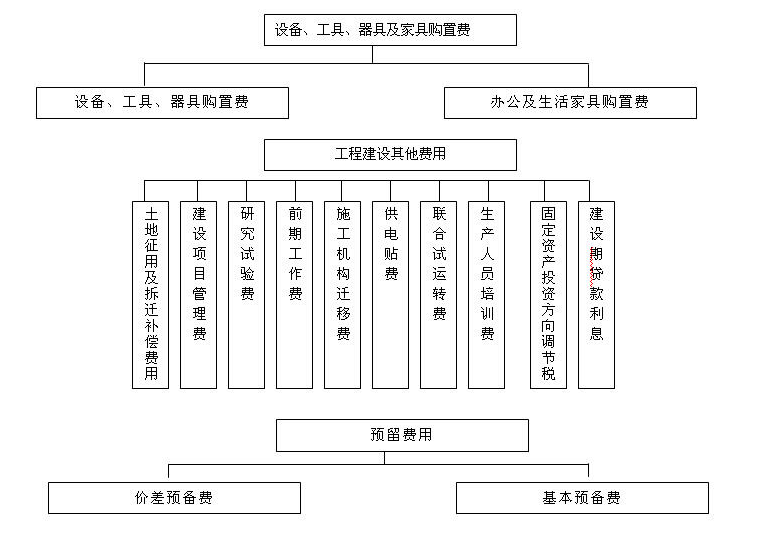 设备、工具、器具及家具购置费
设备、工具、器具购置费
办公及生活家具购置费
工程建设其他费用
土地征用及拆迁补偿费用
建设项目管理费
研究试验费
前期工作费
施工机构迁移费
供电贴费
联合试运转费
生产人员培训费
固定资产投资方向调节税
建设期贷款利息
预留费用
价差预备费
基本预备费